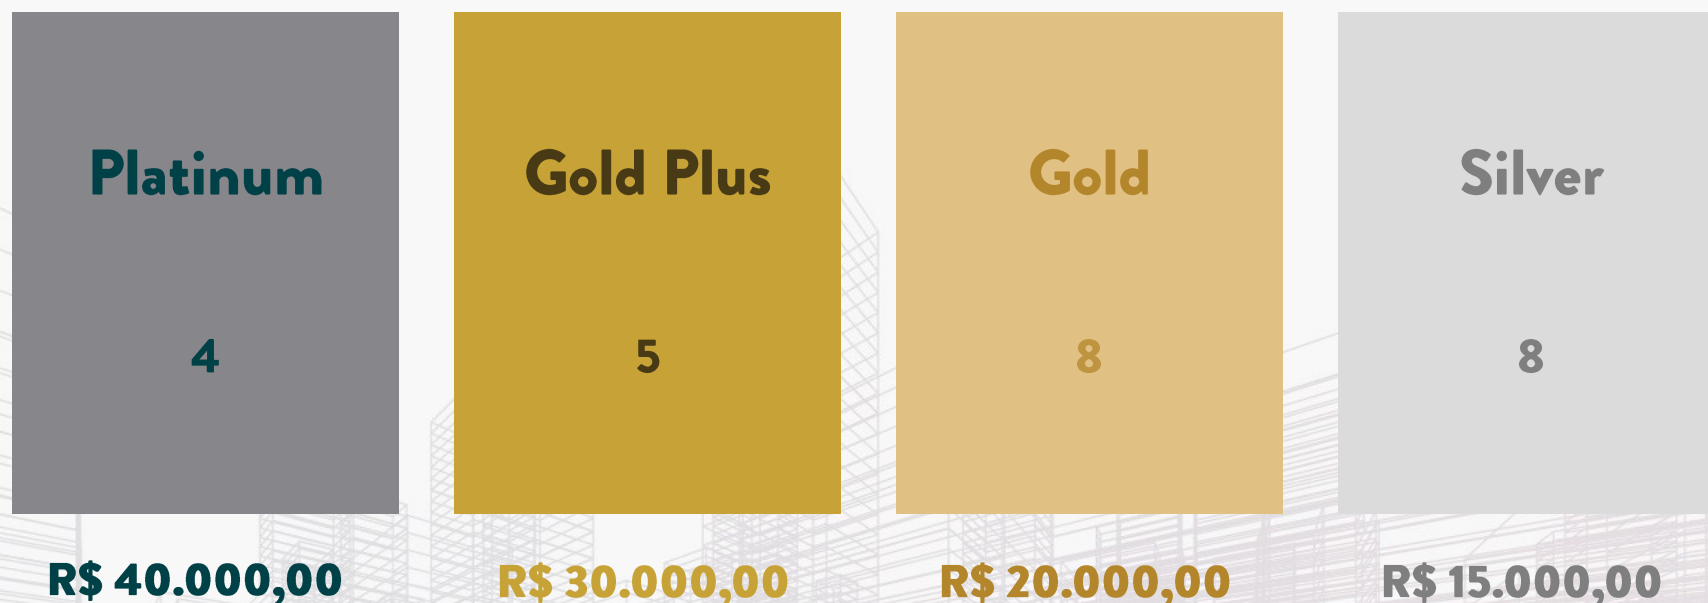 Platinum
4
R$ 40.000,00
Gold Plus
5
R$ 30.000,00
Gold
8
R$ 20.000,00
Silver
8
R$ 15.000,00